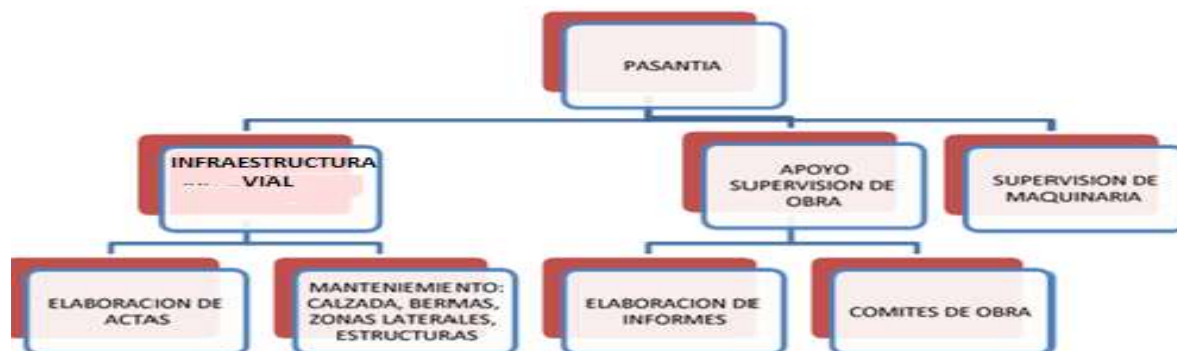 PASANTIA
INFRAESTRUCTURA
VIAL
APOYO
SUPERVISION DE
OBRA
SUPERVISION DE
MAQUINARIA
ELABORACION DE
ACTAS
MANTENIEMIENTO:
CALZADA, BERMAS,
ZONAS LATERALES,
ESTRUCTURAS
ELABORACION DE
INFORMES
COMITES DE OBRA